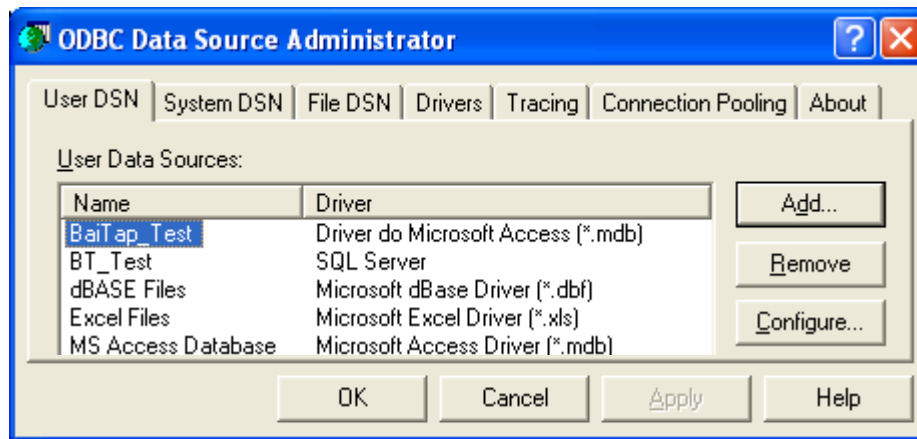 ODBC Data Source Administrator
User DSN System DSN File DSN Drivers Tracing Connection Pooling About
User Data Sources:
Name Driver
BaiTap_Test Driver do Microsoft Access (*.mdb)
BT_Test SQL Server
dBASE Files Microsoft dBase Driver (*.dbf)
Excel Files Microsoft Excel Driver (*.xls)
MS Access Database Microsoft Access Driver (*.mdb)
Add...
Remove
Configure...
OK Cancel Apply Help